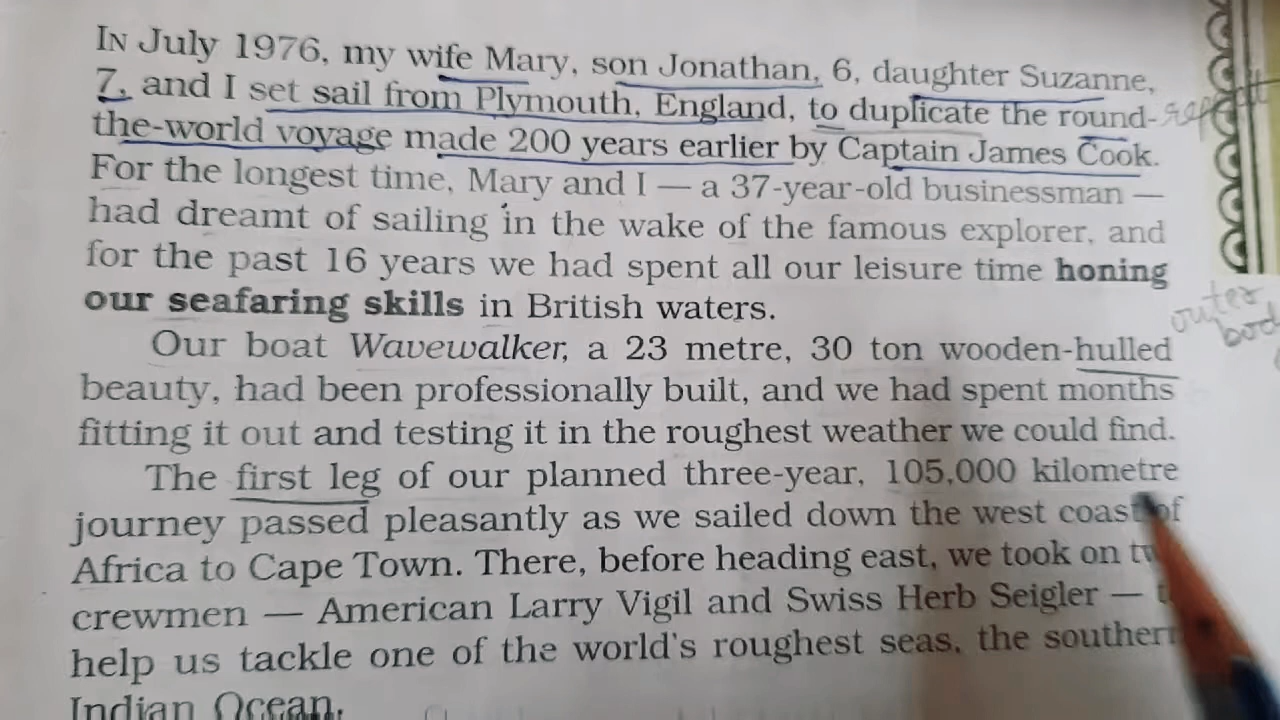 IN July 1976, my wife Mary, son Jonathan, 6, daughter Suzanne,
7, and I set sail from Plymouth, England, to duplicate the round-
the-world voyage made 200 years earlier by Captain James Cook.
For the longest time, Mary and I — a 37-year-old businessman —
had dreamt of sailing in the wake of the famous explorer, and
for the past 16 years we had spent all our leisure time honing
our seafaring skills in British waters.
outer
Our boat Wavewalker, a 23 metre, 30 ton wooden-hulled
beauty, had been professionally built, and we had spent months
fitting it out and testing it in the roughest weather we could find.
The first leg of our planned three-year, 105,000 kilometre
journey passed pleasantly as we sailed down the west coast of
Africa to Cape Town. There, before heading east, we took on
crewmen — American Larry Vigil and Swiss Herb Seigler —
help us tackle one of the world's roughest seas, the southern
Indian Ocean.